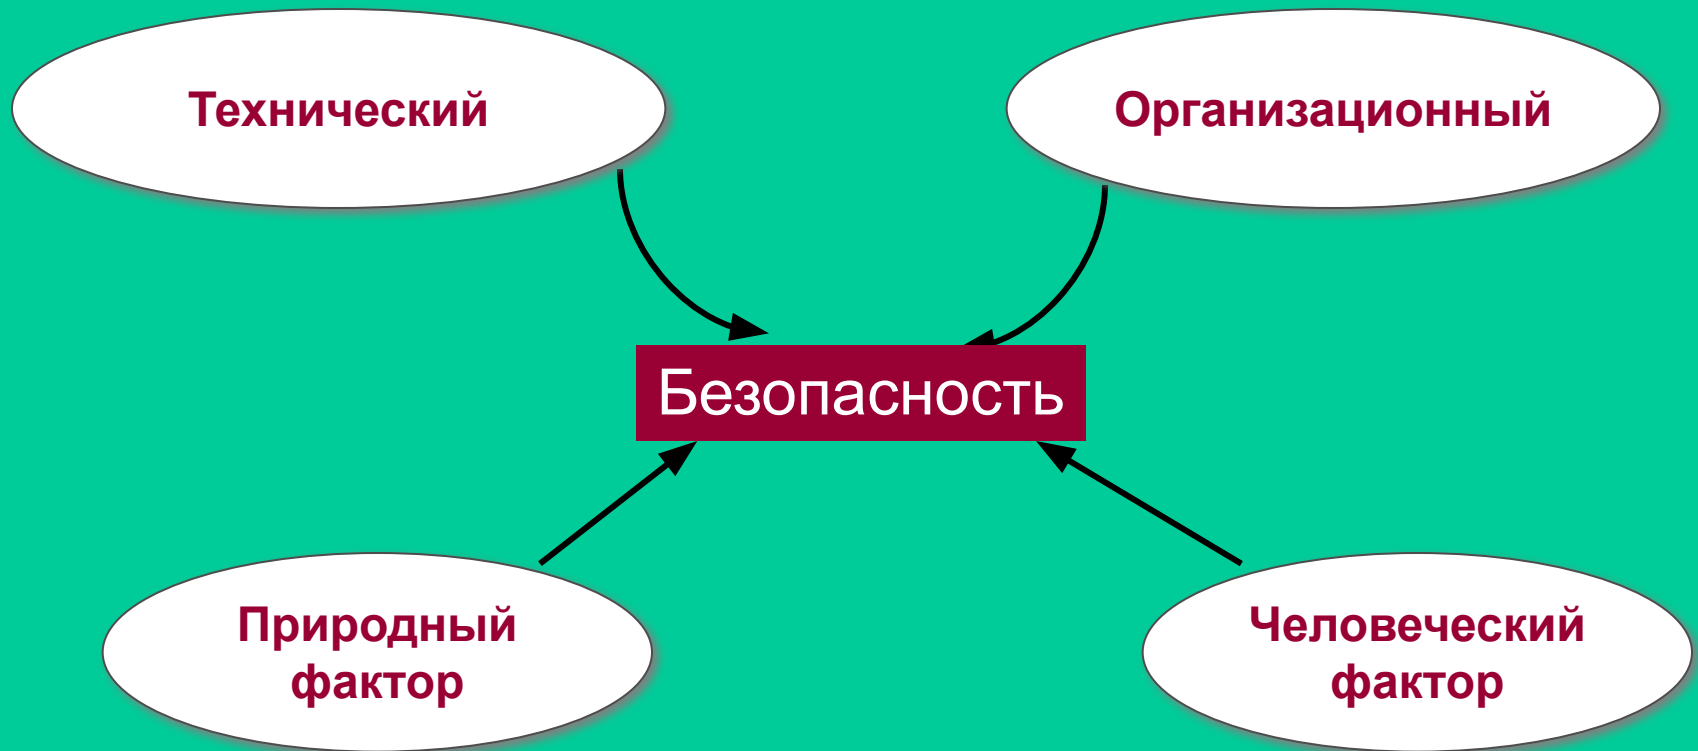 Технический
Организационный
Безопасность
Природный
фактор
Человеческий
фактор